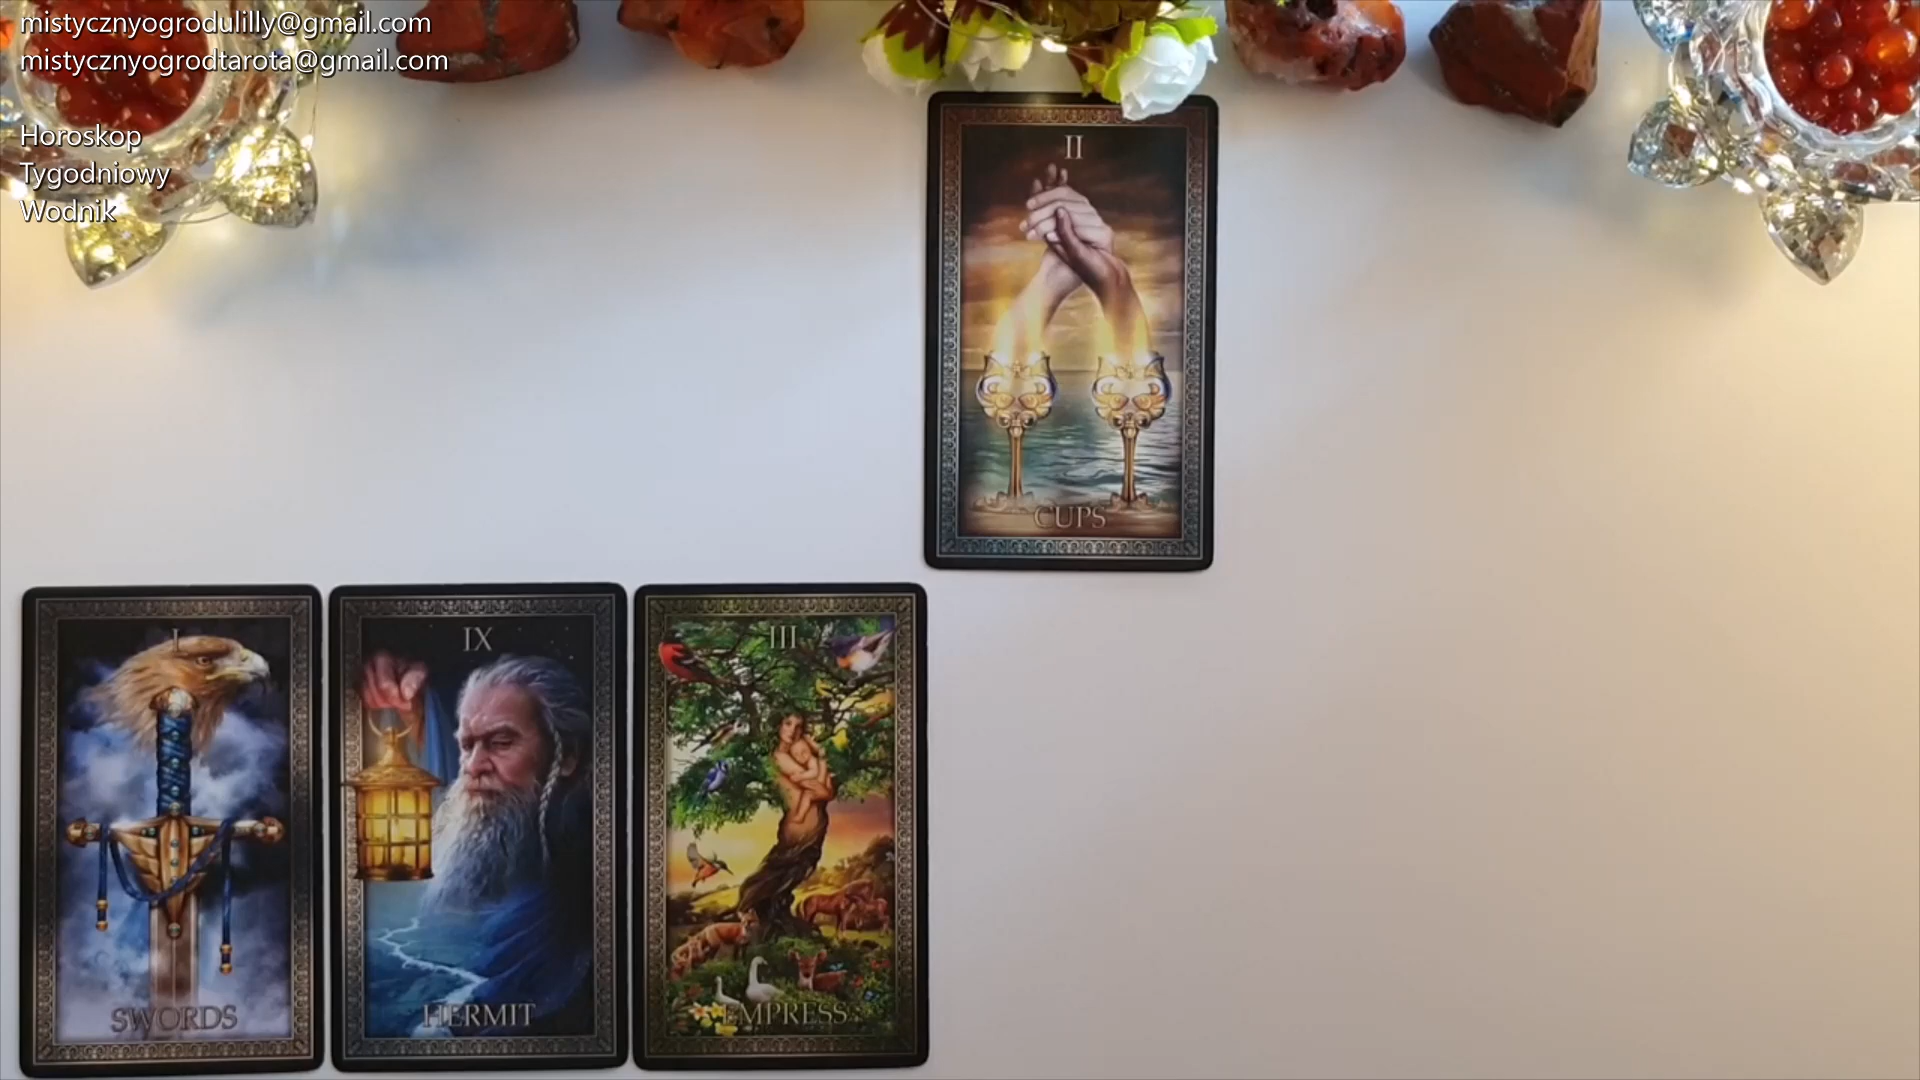 mistycznyogrodulilly@gmail.com
mistycznyogrodtarota@gmail.com
Horoskop
Tygodniowy
Wodnik
II
CUPS
I
SWORDS
IX
HERMIT
III
EMPRESS